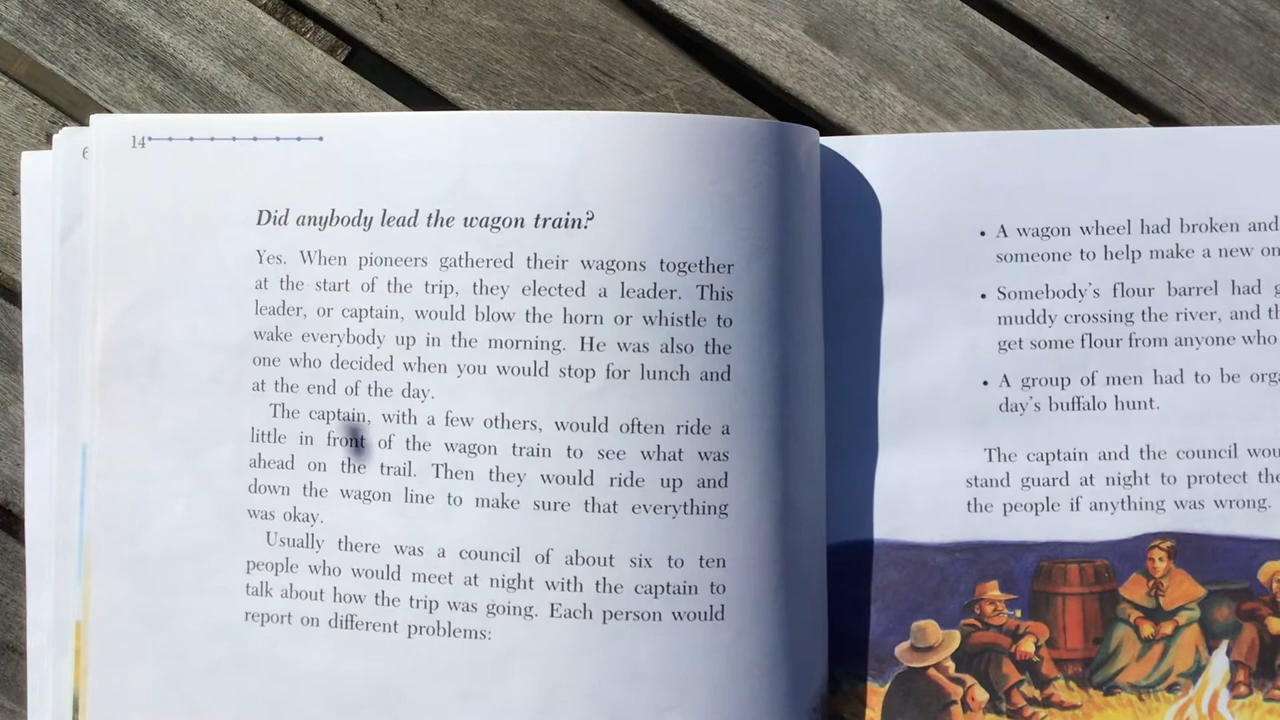 14
6
Did anybody lead the wagon train?
Yes. When pioneers gathered their wagons together
at the start of the trip, they elected a leader. This
leader, or captain, would blow the horn or whistle to
wake everybody up in the morning. He was also the
one who decided when you would stop for lunch and
at the end of the day.
The captain, with a few others, would often ride a
little in front of the wagon train to see what was
ahead on the trail. Then they would ride up and
down the wagon line to make sure that everything
was okay.
Usually there was a council of about six to ten
people who would meet at night with the captain to
talk about how the trip was going. Each person would
report on different problems:
• A wagon wheel had broken and
someone to help make a new
• Somebody's flour barrel had
muddy crossing the river, and
get some flour from anyone who
• A group of men had to be
day's buffalo hunt.
The captain and the council
stand guard at night to protect
the people if anything was wrong.